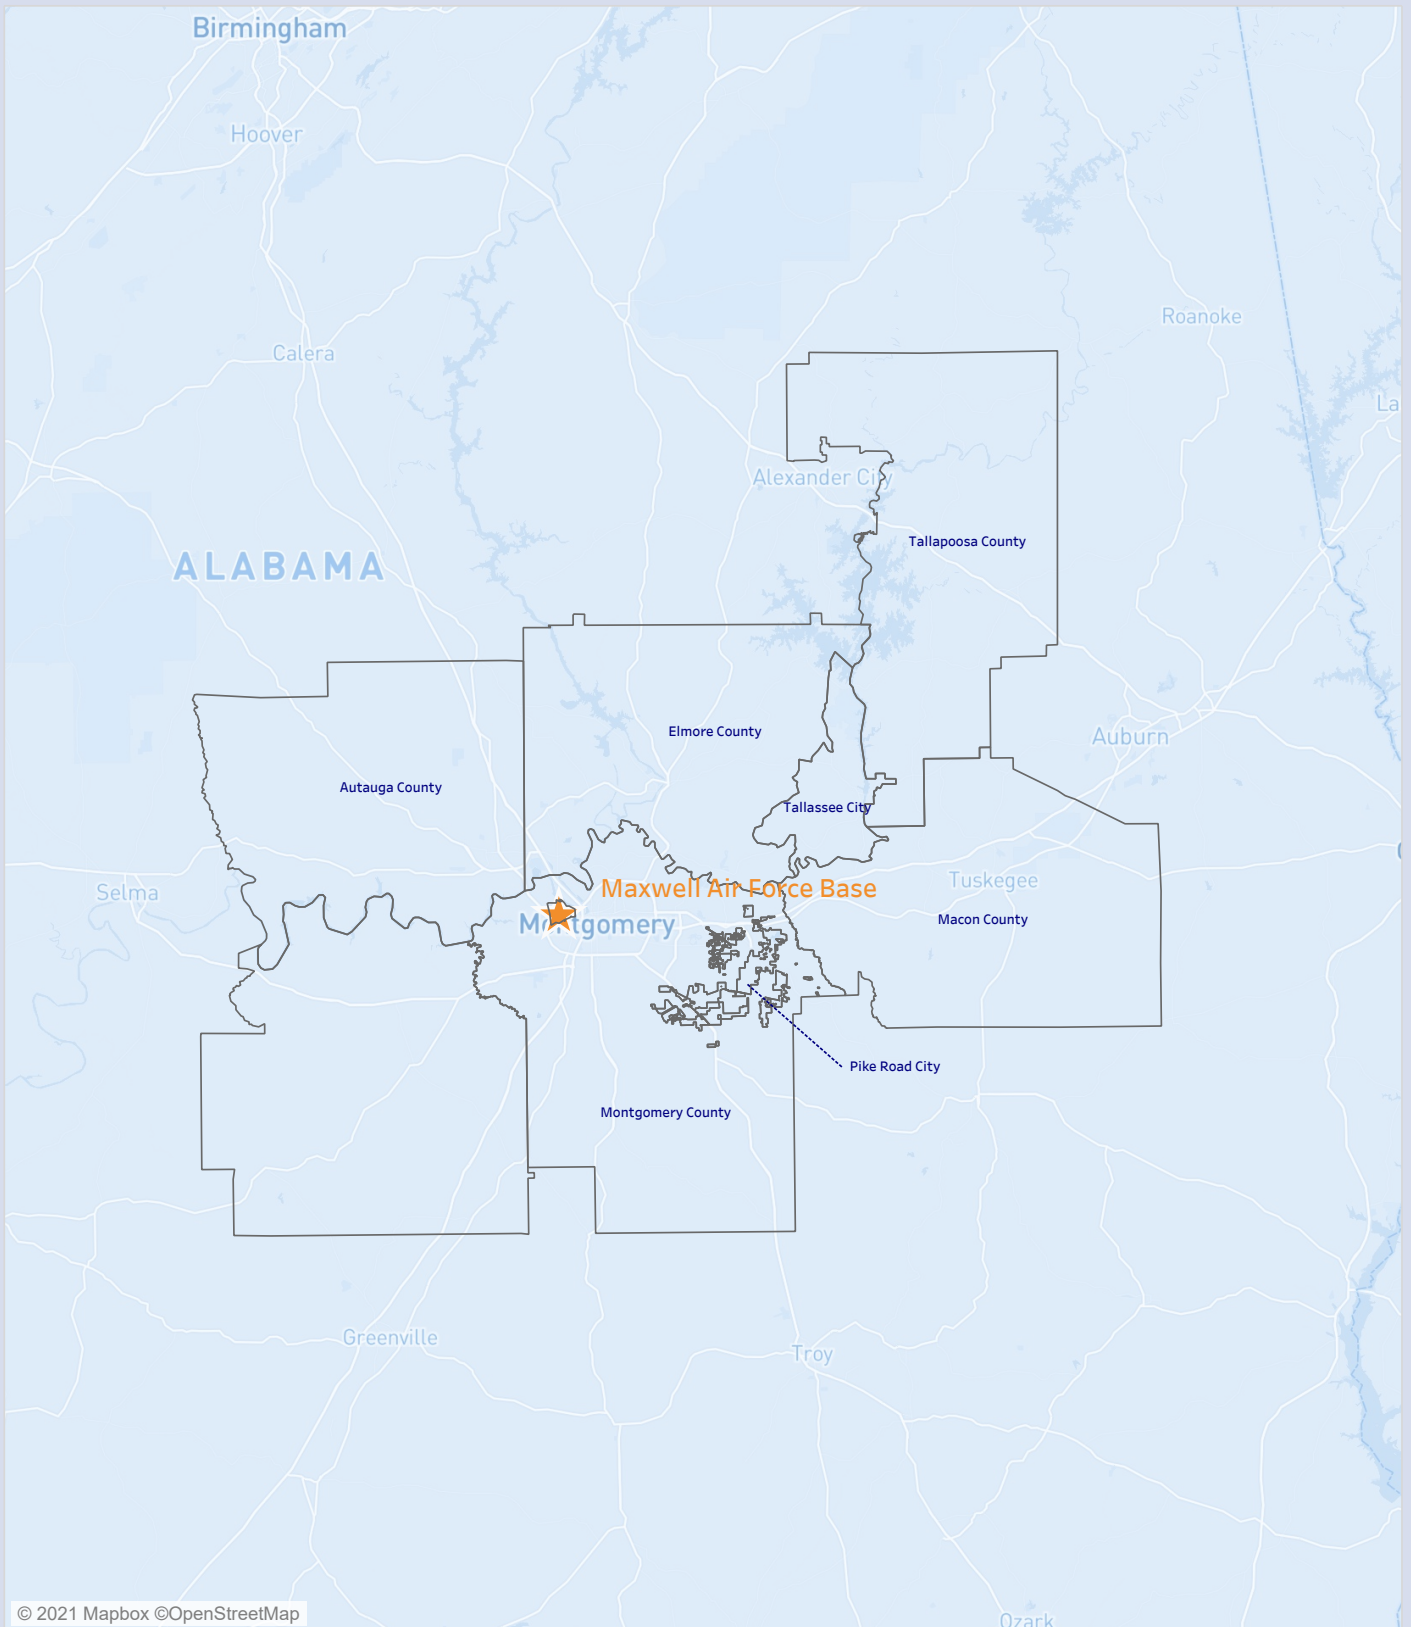 Birmingham
Hoover
Roanoke
Calera
La
Alexander City
Tallapoosa County
ALABAMA
Elmore County
Auburn
Autauga County
Tallassee City
Tuskegee
Maxwell Air Force Base
Selma
Macon County
Montgomery
Pike Road City
Montgomery County
Greenville
Troy
© 2021 Mapbox ©OpenStreetMap
Ozark